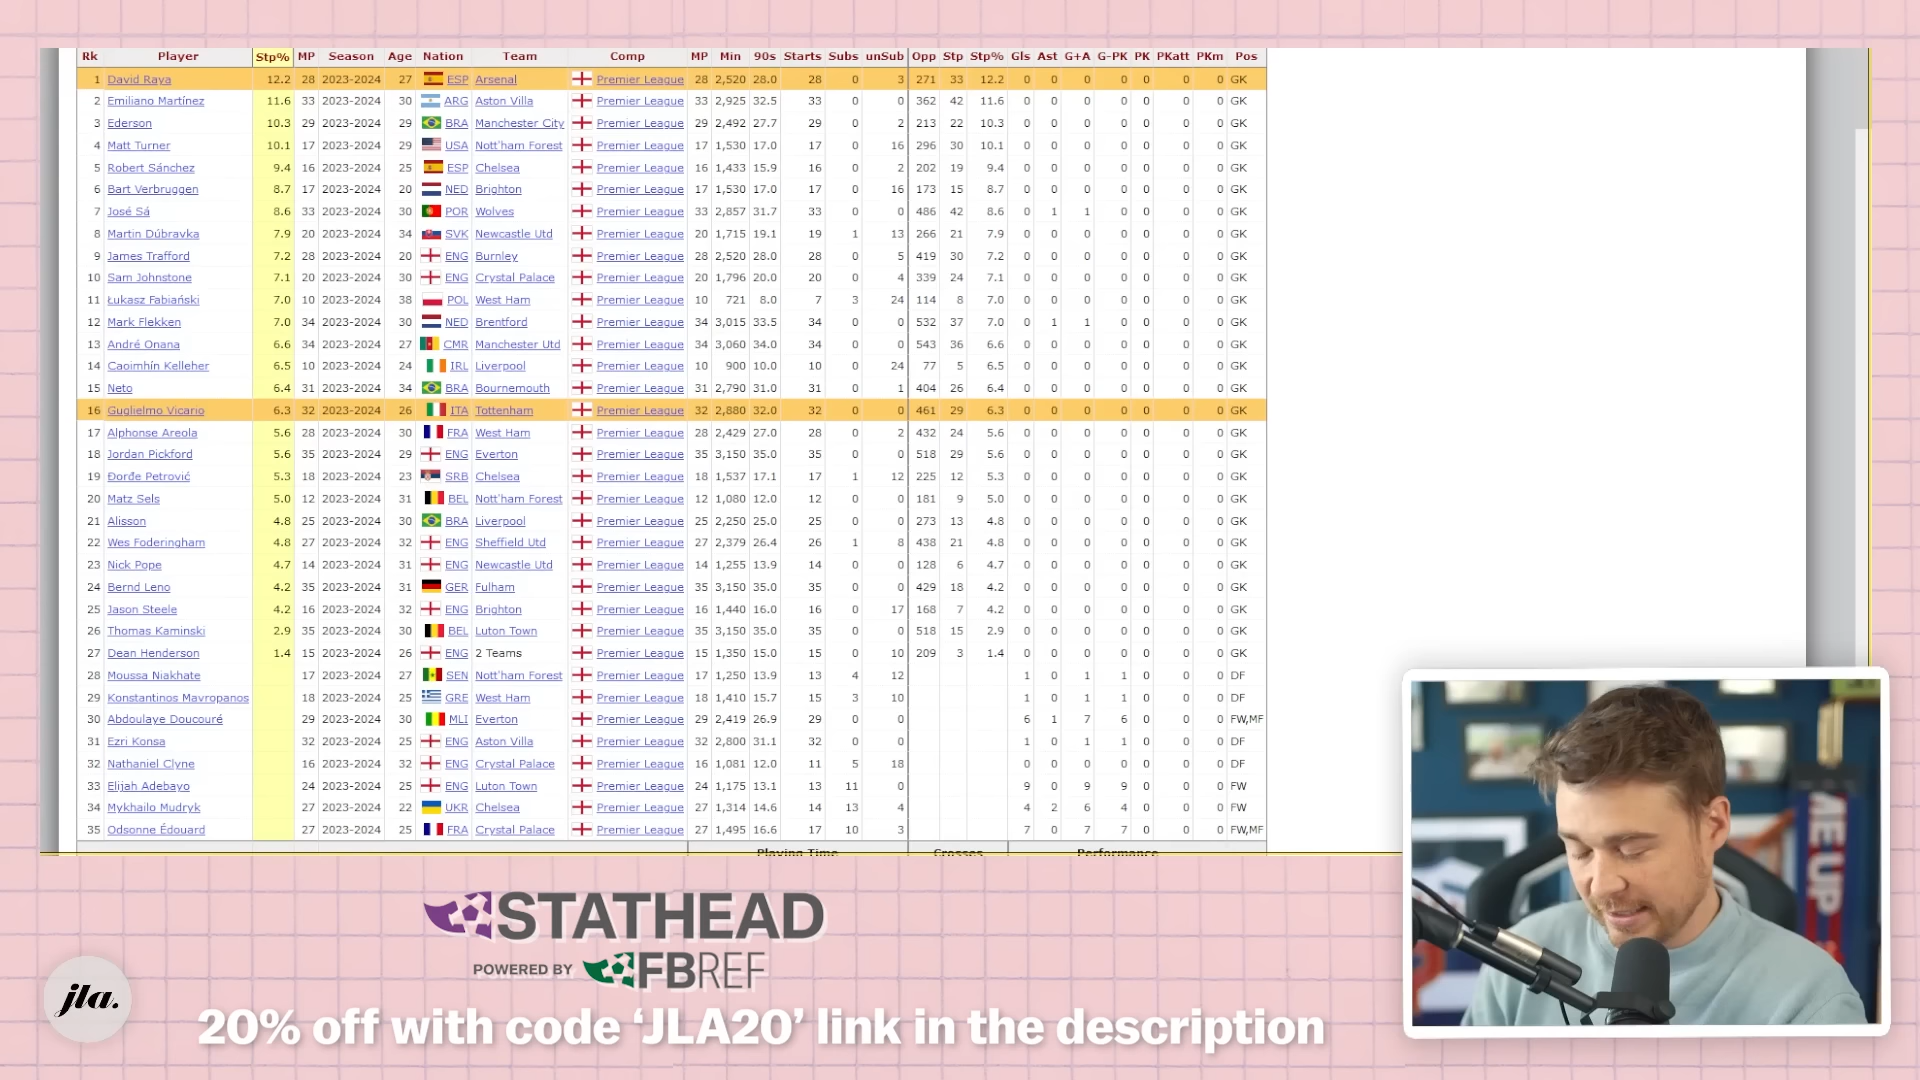 Rk Player Stp% MP Season Age Nation Team Comp MP Min 90s Starts Subs unSub Opp Stp Stp% Gls Ast G+A G-PK PK PKatt PKm Pos
1 David Raya 12.2 28 2023-2024 27 ESP Arsenal Premier League 28 2,520 28.0 28 0 3 271 33 12.2 0 0 0 0 0 0 0 GK
2 Emiliano Martínez 11.6 33 2023-2024 30 ARG Aston Villa Premier League 33 2,925 32.5 33 0 0 362 42 11.6 0 0 0 0 0 0 0 GK
3 Ederson 10.3 29 2023-2024 29 BRA Manchester City Premier League 29 2,492 27.7 29 0 2 213 22 10.3 0 0 0 0 0 0 0 GK
4 Matt Turner 10.1 17 2023-2024 29 USA Nott'ham Forest Premier League 17 1,530 17.0 17 0 16 296 30 10.1 0 0 0 0 0 0 0 GK
5 Robert Sánchez 9.4 16 2023-2024 25 ESP Chelsea Premier League 16 1,433 15.9 16 0 2 202 19 9.4 0 0 0 0 0 0 0 GK
6 Bart Verbruggen 8.7 17 2023-2024 20 NED Brighton Premier League 17 1,530 17.0 17 0 16 173 15 8.7 0 0 0 0 0 0 0 GK
7 José Sá 8.6 33 2023-2024 30 POR Wolves Premier League 33 2,857 31.7 33 0 0 486 42 8.6 0 1 1 0 0 0 0 GK
8 Martin Dúbravka 7.9 20 2023-2024 34 SVK Newcastle Utd Premier League 20 1,715 19.1 19 1 13 266 21 7.9 0 0 0 0 0 0 0 GK
9 James Trafford 7.2 28 2023-2024 20 ENG Burnley Premier League 28 2,520 28.0 28 0 5 419 30 7.2 0 0 0 0 0 0 0 GK
10 Sam Johnstone 7.1 20 2023-2024 30 ENG Crystal Palace Premier League 20 1,796 20.0 20 0 4 339 24 7.1 0 0 0 0 0 0 0 GK
11 Łukasz Fabiański 7.0 10 2023-2024 38 POL West Ham Premier League 10 721 8.0 7 3 24 114 8 7.0 0 0 0 0 0 0 0 GK
12 Mark Flekken 7.0 34 2023-2024 30 NED Brentford Premier League 34 3,015 33.5 34 0 0 532 37 7.0 0 1 1 0 0 0 0 GK
13 André Onana 6.6 34 2023-2024 27 CMR Manchester Utd Premier League 34 3,060 34.0 34 0 0 543 36 6.6 0 0 0 0 0 0 0 GK
14 Caoimhín Kelleher 6.5 10 2023-2024 24 IRL Liverpool Premier League 10 900 10.0 10 0 24 77 5 6.5 0 0 0 0 0 0 0 GK
15 Neto 6.4 31 2023-2024 34 BRA Bournemouth Premier League 31 2,790 31.0 31 0 1 404 26 6.4 0 0 0 0 0 0 0 GK
16 Guglielmo Vicario 6.3 32 2023-2024 26 ITA Tottenham Premier League 32 2,880 32.0 32 0 0 461 29 6.3 0 0 0 0 0 0 0 GK
17 Alphonse Areola 5.6 28 2023-2024 30 FRA West Ham Premier League 28 2,429 27.0 28 0 2 432 24 5.6 0 0 0 0 0 0 0 GK
18 Jordan Pickford 5.6 35 2023-2024 29 ENG Everton Premier League 35 3,150 35.0 35 0 0 518 29 5.6 0 0 0 0 0 0 0 GK
19 Đorđe Petrović 5.3 18 2023-2024 23 SRB Chelsea Premier League 18 1,537 17.1 17 1 12 225 12 5.3 0 0 0 0 0 0 0 GK
20 Matz Sels 5.0 12 2023-2024 31 BEL Nott'ham Forest Premier League 12 1,080 12.0 12 0 0 181 9 5.0 0 0 0 0 0 0 0 GK
21 Alisson 4.8 25 2023-2024 30 BRA Liverpool Premier League 25 2,250 25.0 25 0 0 273 13 4.8 0 0 0 0 0 0 0 GK
22 Wes Foderingham 4.8 27 2023-2024 32 ENG Sheffield Utd Premier League 27 2,379 26.4 26 1 8 438 21 4.8 0 0 0 0 0 0 0 GK
23 Nick Pope 4.7 14 2023-2024 31 ENG Newcastle Utd Premier League 14 1,255 13.9 14 0 0 128 6 4.7 0 0 0 0 0 0 0 GK
24 Bernd Leno 4.2 35 2023-2024 31 GER Fulham Premier League 35 3,150 35.0 35 0 0 429 18 4.2 0 0 0 0 0 0 0 GK
25 Jason Steele 4.2 16 2023-2024 32 ENG Brighton Premier League 16 1,440 16.0 16 0 17 168 7 4.2 0 0 0 0 0 0 0 GK
26 Thomas Kaminski 2.9 35 2023-2024 30 BEL Luton Town Premier League 35 3,150 35.0 35 0 0 518 15 2.9 0 0 0 0 0 0 0 GK
27 Dean Henderson 1.4 15 2023-2024 26 ENG 2 Teams Premier League 15 1,350 15.0 15 0 10 209 3 1.4 0 0 0 0 0 0 0 GK
28 Moussa Niakhate 17 2023-2024 27 SEN Nott'ham Forest Premier League 17 1,250 13.9 13 4 12 1 0 1 1 0 0 0 DF
29 Konstantinos Mavropanos 18 2023-2024 25 GRE West Ham Premier League 18 1,410 15.7 15 3 10 1 0 1 1 0 0 0 DF
30 Abdoulaye Doucouré 29 2023-2024 30 MLI Everton Premier League 29 2,419 26.9 29 0 0 6 1 7 6 0 0 0 FW,MF
31 Ezri Konsa 32 2023-2024 25 ENG Aston Villa Premier League 32 2,800 31.1 32 0 0 1 0 1 1 0 0 0 DF
32 Nathaniel Clyne 16 2023-2024 32 ENG Crystal Palace Premier League 16 1,081 12.0 11 5 18 0 0 0 0 0 0 0 DF
33 Elijah Adebayo 24 2023-2024 25 ENG Luton Town Premier League 24 1,175 13.1 13 11 0 9 0 9 9 0 0 0 FW
34 Mykhailo Mudryk 27 2023-2024 22 UKR Chelsea Premier League 27 1,314 14.6 14 13 4 4 2 6 4 0 0 0 FW
35 Odsonne Édouard 27 2023-2024 25 FRA Crystal Palace Premier League 27 1,495 16.6 17 10 3 7 0 7 7 0 0 0 FW,MF
Playing Time Crosses Performance
STATHEAD
POWERED BY FBREF
jla.
20% off with code ‘JLA20’ link in the description